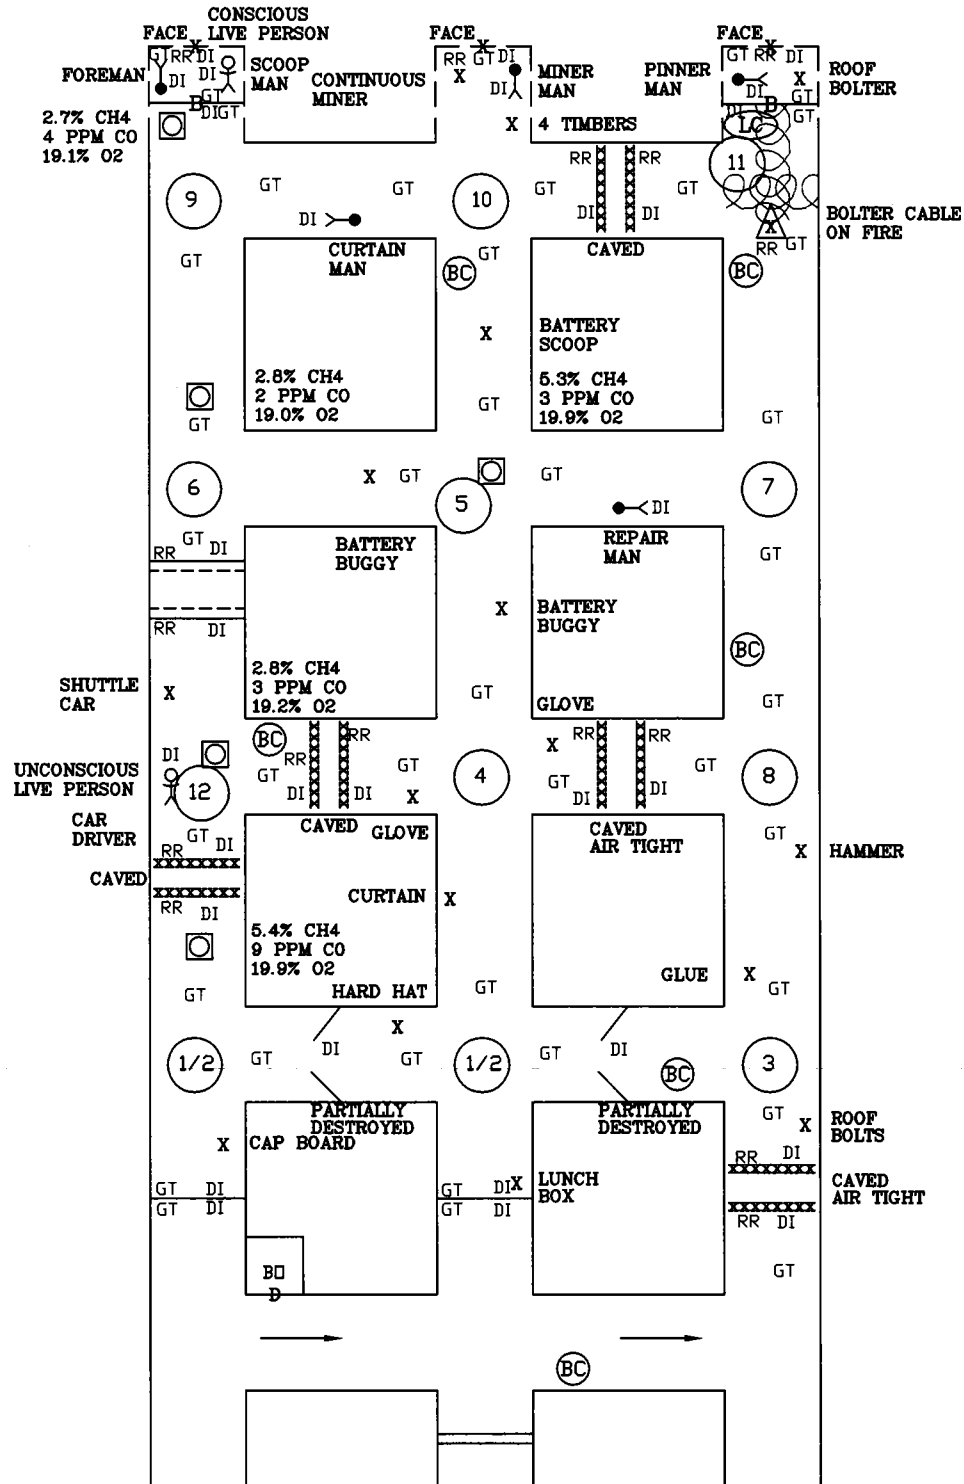 CONSCIOUS
LIVE PERSON
FACE X
FACE X
FACE X
GT RR DI
RR GT DI
GT RR DI
FOREMAN
DI
DI
SCOOP
MAN
CONTINUOUS
MINER
X
DI
MINER
MAN
PINNER
MAN
DI
X
ROOF
BOLTER
GT
B
DIGT
B
GT
GT
2.7% CH4
4 PPM CO
19.1% O2
X 4 TIMBERS
LC
RR
RR
11
9
GT
GT
10
GT
GT
DI
DI
DI
BOLTER CABLE
ON FIRE
X
RR GT
CURTAIN
MAN
GT
GT
CAVED
BC
BC
X
BATTERY
SCOOP
2.8% CH4
2 PPM CO
19.0% O2
5.3% CH4
3 PPM CO
19.9% O2
GT
GT
GT
6
X GT
5
GT
7
DI
GT DI
RR
BATTERY
BUGGY
REPAIR
MAN
GT
X
BATTERY
BUGGY
RR DI
BC
2.8% CH4
3 PPM CO
19.2% O2
SHUTTLE
CAR
X
GT
GLOVE
GT
BC
RR
RR
X
RR
RR
DI
UNCONSCIOUS
LIVE PERSON
12
GT
GT
4
GT
GT
8
DI
DI
X
DI
DI
CAR
DRIVER
GT DI
RR
CAVED
GLOVE
CAVED
AIR TIGHT
GT
X HAMMER
CAVED
RR
DI
CURTAIN X
5.4% CH4
9 PPM CO
19.9% O2
GT
HARD HAT
GT
GLUE X
GT
X
1/2
GT
DI
GT
1/2
GT
DI
BC
3
PARTIALLY
DESTROYED
PARTIALLY
DESTROYED
GT
X
ROOF
BOLTS
X CAP BOARD
RR DI
GT DI
GT DI
GT DIX
GT DI
LUNCH
BOX
CAVED
AIR TIGHT
RR DI
B
D
GT
BC